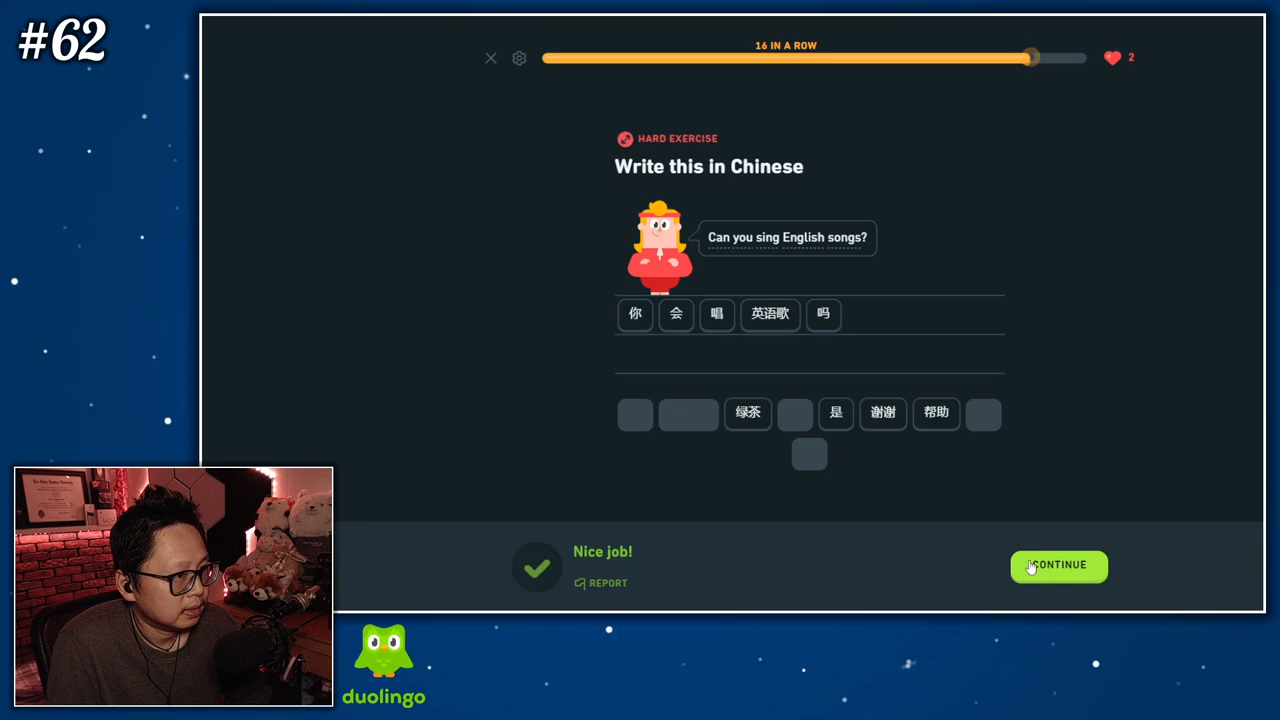 #62
16 IN A ROW
2
HARD EXERCISE
Write this in Chinese
Can you sing English songs?
你 会 唱 英语歌 吗
绿茶 是 谢谢 帮助
Nice job!
REPORT
CONTINUE
duolingo